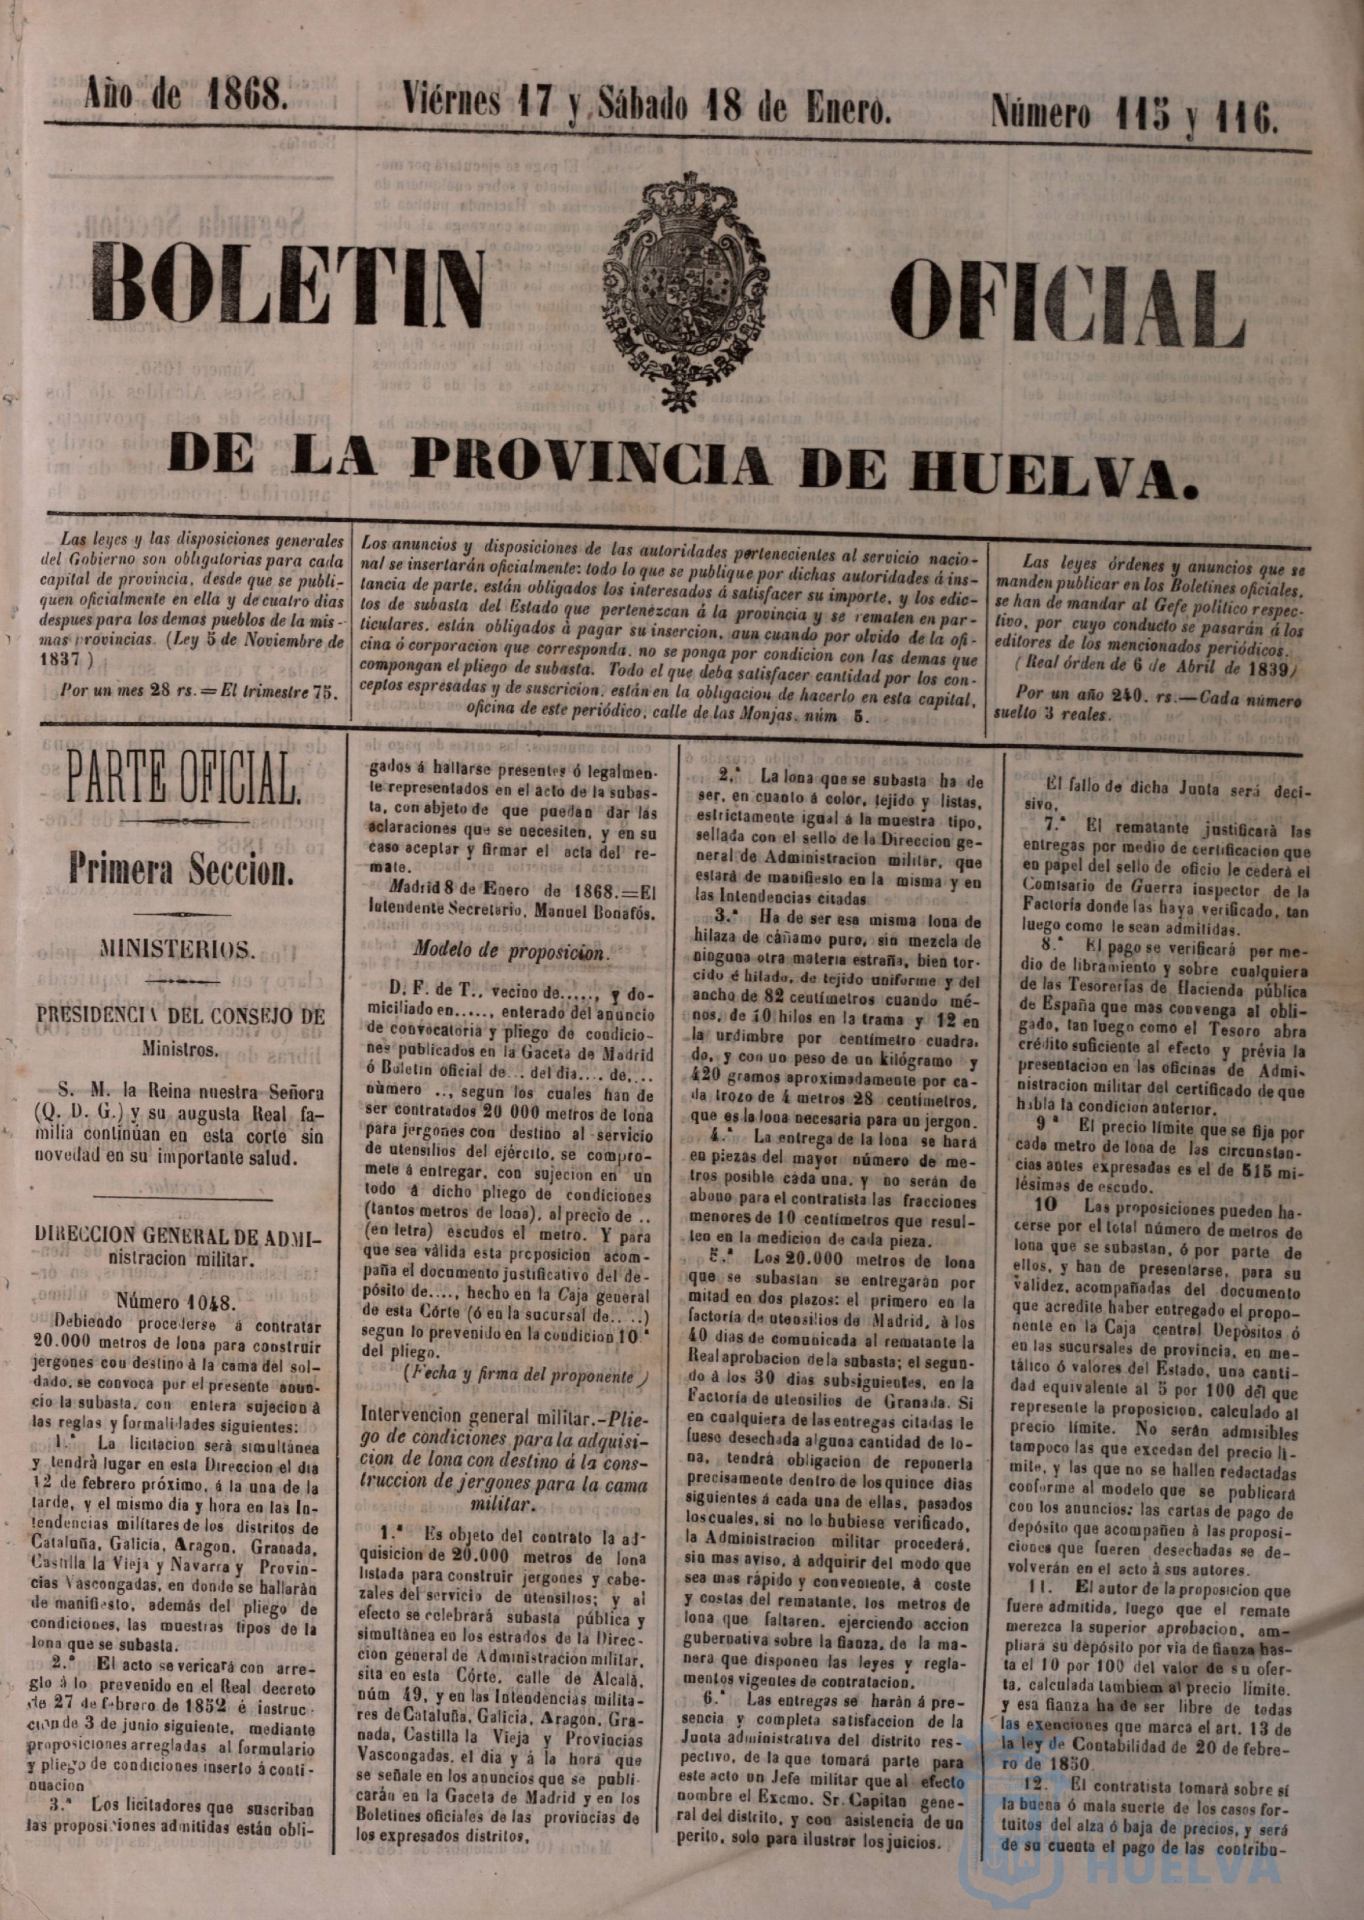 Año de 1868.
Viérnes 17 y Sábado 18 de Enero.
Número 115 y 116.
BOLETIN OFICIAL
DE LA PROVINCIA DE HUELVA.
Las leyes y las disposiciones generales
del Gobierno son obligatorias para cada
capital de provincia, desde que se publi-
quen oficialmente en ella y de cuatro dias
despues para los demas pueblos de la mis-
mas provincias. (Ley 5 de Noviembre de
1837)
Por un mes 28 rs.=El trimestre 75.
Los anuncios y disposiciones de las autoridades pertenecientes al servicio nacio-
nal se insertarán oficialmente: todo lo que se publique por dichas autoridades á ins-
tancia de parte, están obligados los interesados á satisfacer su importe, y los edic-
tos de subasta del Estado que pertenezcan á la provincia y se rematen en par-
ticulares, están obligados á pagar su insercion, aun cuando por olvido de la ofi-
cina ó corporacion que corresponda, no se ponga por condicion con las demas que
compongan el pliego de subasta. Todo el que deba satisfacer cantidad por los con-
ceptos espresadas y de suscricion, están en la obligacion de hacerlo en esta capital,
oficina de este periódico, calle de las Monjas, núm 5.
Las leyes órdenes y anuncios que se
manden publicar en los Boletines oficiales,
se han de mandar al Gefe politico respec-
tivo, por cuyo conducto se pasarán á los
editores de los mencionados periódicos.
(Real órden de 6 de Abril de 1839)
Por un año 240. rs.—Cada número
suelto 3 reales.
PARTE OFICIAL.
Primera Seccion.
MINISTERIOS.
PRESIDENCIA DEL CONSEJO DE
Ministros.
S. M. la Reina nuestra Señora
(Q. D. G.) y su augusta Real fa-
milia continúan en esta corte sin
novedad en su importante salud.
DIRECCION GENERAL DE ADMI-
nistracion militar.
Número 1048.
Debiendo procederse á contratar
20.000 metros de lona para construir
jergones con destino á la cama del sol-
dado, se convoca por el presente anun-
cio la subasta, con entera sujecion á
las reglas y formalidades siguientes:
1.ª La licitacion será simultánea
y tendrá lugar en esta Direccion el dia
12 de febrero próximo, á la una de la
tarde, y el mismo dia y hora en las In-
tendencias militares de los distritos de
Cataluña, Galicia, Aragon, Granada,
Castilla la Vieja y Navarra y Provin-
cias Vascongadas, en donde se hallarán
de manifiesto, además del pliego de
condiciones, las muestras tipos de la
lona que se subasta.
2.ª El acto se vericará con arre-
glo á lo prevenido en el Real decreto
de 27 de febrero de 1852 é instruc-
cion de 3 de junio siguiente, mediante
proposiciones arregladas al formulario
y pliego de condiciones inserto á conti-
nuacion
3.ª Los licitadores que suscriban
las proposiciones admitidas están obli-
gados á hallarse presentes ó legalmen-
te representados en el acto de la subas-
ta, con objeto de que puedan dar las
aclaraciones que se necesiten, y en su
caso aceptar y firmar el acta del re-
mate.
Madrid 8 de Enero de 1868.=El
Intendente Secretario, Manuel Bonafós.
Modelo de proposicion.
D. F. de T., vecino de....., y do-
miciliado en....., enterado del anuncio
de convocatoria y pliego de condicio-
nes publicados en la Gaceta de Madrid
ó Boletin oficial de... del dia.... de,...
número .., segun los cuales han de
ser contratados 20 000 metros de lona
para jergones con destino al servicio
de utensilios del ejército, se compro-
mete á entregar, con sujecion en un
todo á dicho pliego de condiciones
(tantos metros de lona), al precio de ..
(en letra) escudos el metro. Y para
que sea válida esta proposicion acom-
paña el documento justificativo del de-
pósito de...., hecho en la Caja general
de esta Córte (ó en la sucursal de.. ..)
segun lo prevenido en la condicion 10.ª
del pliego.
(Fecha y firma del proponente)
Intervencion general militar.-Plie-
go de condiciones para la adquisi-
cion de lona con destino á la cons-
truccion de jergones para la cama
militar.
1.ª Es objeto del contrato la ad-
quisicion de 20.000 metros de lona
listada para construir jergones y cabe-
zales del servicio de utensilios; y al
efecto se celebrará subasta pública y
simultánea en los estrados de la Direc-
cion general de Administracion militar,
sita en esta Córte, calle de Alcalá,
núm 49, y en las Intendencias milita-
res de Cataluña, Galicia, Aragon, Gra-
nada, Castilla la Vieja y Provincias
Vascongadas, el dia y á la hora que
se señale en los anuncios que se publi-
carán en la Gaceta de Madrid y en los
Boletines oficiales de las provincias de
los expresados distritos,
2.ª La lona que se subasta ha de
ser, en cuanto á color, tejido y listas,
estrictamente igual á la muestra tipo,
sellada con el sello de la Direccion ge-
neral de Administracion militar, que
estará de manifiesto en la misma y en
las Intendencias citadas
3.ª Ha de ser esa misma lona de
hilaza de cáñamo puro, sin mezcla de
ninguna otra materia estraña, bien tor-
cido é hilado, de tejido uniforme y del
ancho de 82 centímetros cuando mé-
nos, de 10 hilos en la trama y 12 en
la urdimbre por centímetro cuadra-
do, y con un peso de un kilógramo y
420 gramos aproximadamente por ca-
da trozo de 4 metros 28 centímetros,
que es la lona necesaria para un jergon.
4.ª La entrega de la lona se hará
en piezas del mayor número de me-
tros posible cada una, y no serán de
abono para el contratista las fracciones
menores de 10 centímetros que resul-
ten en la medicion de cada pieza.
5.ª Los 20.000 metros de lona
que se subastan se entregarán por
mitad en dos plazos: el primero en la
factoría de utensilios de Madrid, á los
40 dias de comunicada al rematante la
Real aprobacion de la subasta; el segun-
do á los 30 dias subsiguientes, en la
Factoría de utensilios de Granada. Si
en cualquiera de las entregas citadas le
fuese desechada alguna cantidad de lo-
na, tendrá obligacion de reponerla
precisamente dentro de los quince dias
siguientes á cada una de ellas, pasados
los cuales, si no lo hubiese verificado,
la Administracion militar procederá,
sin mas aviso, á adquirir del modo que
sea mas rápido y conveniente, á coste
y costas del rematante, los metros de
lona que faltaren, ejerciendo accion
gubernativa sobre la fianza, de la ma-
nera que disponen las leyes y regla-
mentos vigentes de contratacion.
6.ª Las entregas se harán á pre-
sencia y completa satisfaccion de la
Junta administrativa del distrito res-
pectivo, de la que tomará parte para
este acto un Jefe militar que al efecto
nombre el Excmo. Sr. Capitan gene-
ral del distrito, y con asistencia de un
perito, solo para ilustrar los juicios.
El fallo de dicha Junta será deci-
sivo,
7.ª El rematante justificará las
entregas por medio de certificacion que
en papel del sello de oficio le cederá el
Comisario de Guerra inspector de la
Factoría donde las haya verificado, tan
luego como le sean admitidas.
8.ª El pago se verificará per me-
dio de libramiento y sobre cualquiera
de las Tesorerías de Hacienda pública
de España que mas convenga al obli-
gado, tan luego como el Tesoro abra
crédito suficiente al efecto y prévia la
presentacion en las oficinas de Admi-
nistracion militar del certificado de que
habla la condicion anterior.
9 ª El precio límite que se fija por
cada metro de lona de las circunstan-
cias antes expresadas es el de 515 mi-
lésimas de escudo.
10 Las proposiciones pueden ha-
cerse por el total número de metros de
lona que se subastan, ó por parte de
ellos, y han de presentarse, para su
validez, acompañadas del documento
que acredite haber entregado el propo-
nente en la Caja central Depósitos ó
en las sucursales de provincia, en me-
tálico ó valores del Estado, una canti-
dad equivalente al 5 por 100 del que
represente la proposicion, calculado al
precio límite. No serán admisibles
tampoco las que excedan del precio li-
mite, y las que no se hallen redactadas
conforme al modelo que se publicará
con los anuncios; las cartas de pago de
depósito que acompañen á las proposi-
ciones que fueren desechadas se de-
volverán en el acto á sus autores.
11. El autor de la proposicion que
fuere admitida, luego que el remate
merezca la superior aprobacion, am-
pliará su depósito por via de fianza has-
ta el 10 por 100 del valor de su ofer-
ta, calculada tambiem al precio límite.
y esa fianza ha de ser libre de todas
las exenciones que marca el art. 13 de
la ley de Contabilidad de 20 de febre-
ro de 1850.
12. El contratista tomará sobre sí
la buena ó mala suerte de los casos for-
tuitos del alza ó baja de precios, y será
de su cuenta el pago de las contribu-
HUELVA